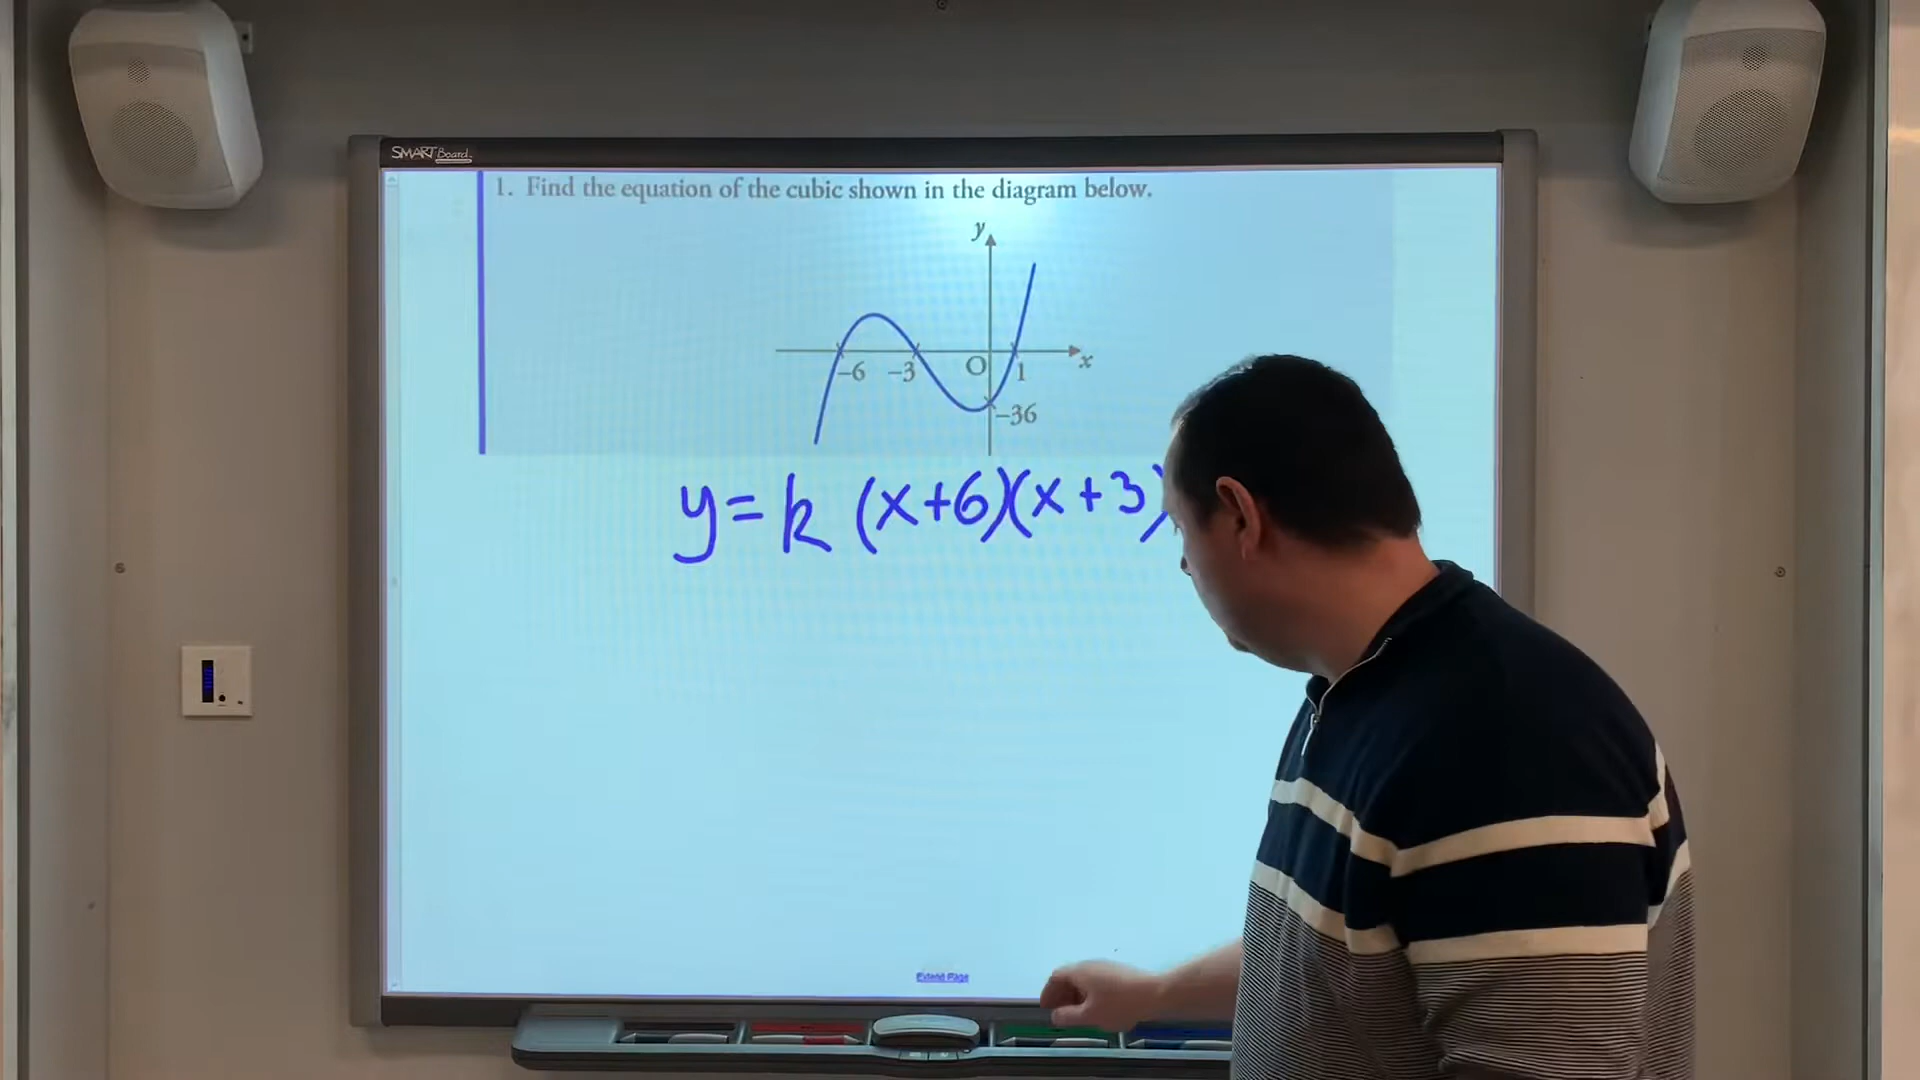 SMART Board
1. Find the equation of the cubic shown in the diagram below.
y
-6 -3 O 1 x
-36
y = k (x+6)(x+3)
Extend Page